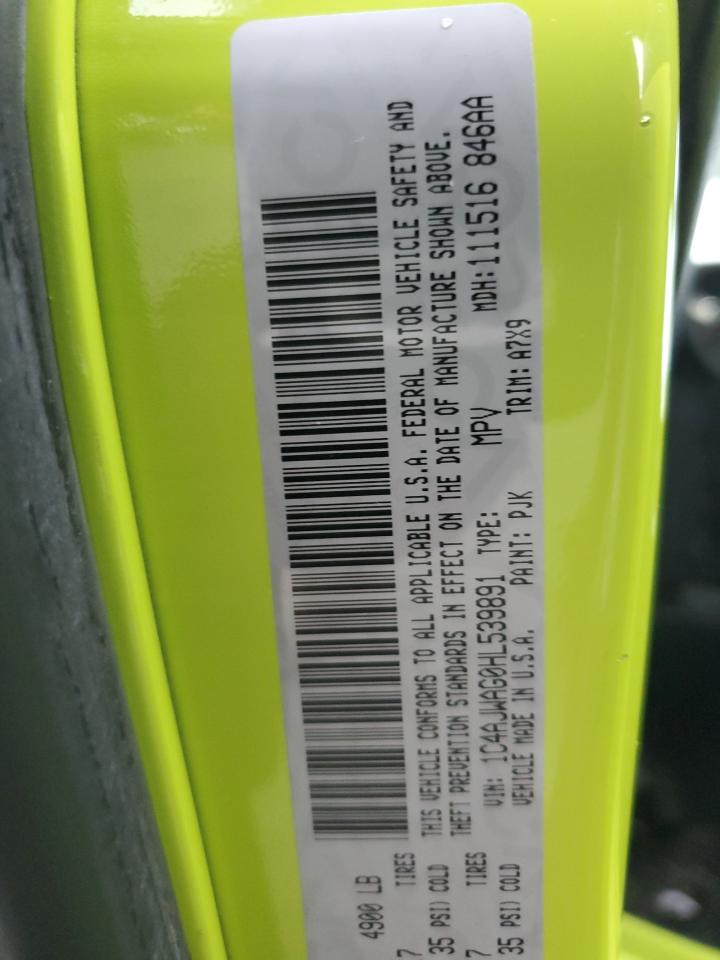 4900 LB
7 TIRES
35 PSI) COLD
7 TIRES
35 PSI) COLD
THIS VEHICLE CONFORMS TO ALL APPLICABLE U.S.A. FEDERAL MOTOR VEHICLE SAFETY AND
THEFT PREVENTION STANDARDS IN EFFECT ON THE DATE OF MANUFACTURE SHOWN ABOVE.
VIN: 1C4AJWAG0HL539891 TYPE: MPV MDH:111516 846AA
VEHICLE MADE IN U.S.A. PAINT: PJK TRIM: A7X9